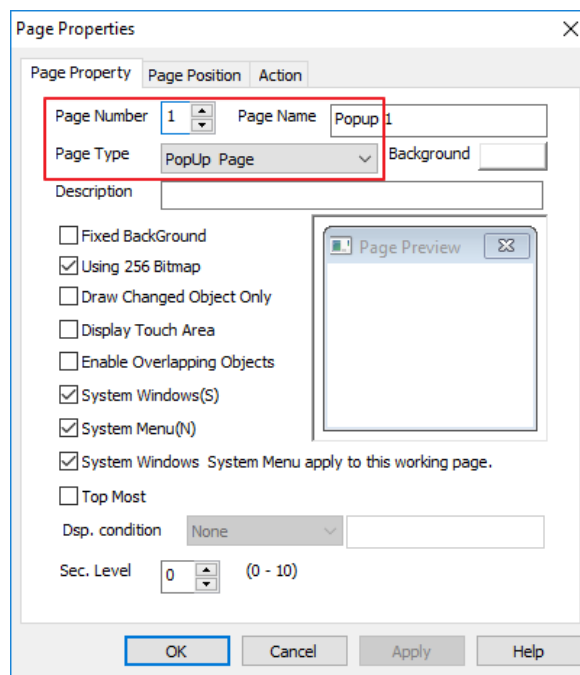 Page Properties
Page Property Page Position Action
Page Number 1 Page Name Popup 1
Page Type PopUp Page Background
Description
Fixed BackGround
Using 256 Bitmap
Draw Changed Object Only
Display Touch Area
Enable Overlapping Objects
System Windows(S)
System Menu(N)
System Windows System Menu apply to this working page.
Top Most
Page Preview
Dsp. condition None
Sec. Level 0 (0 - 10)
OK Cancel Apply Help